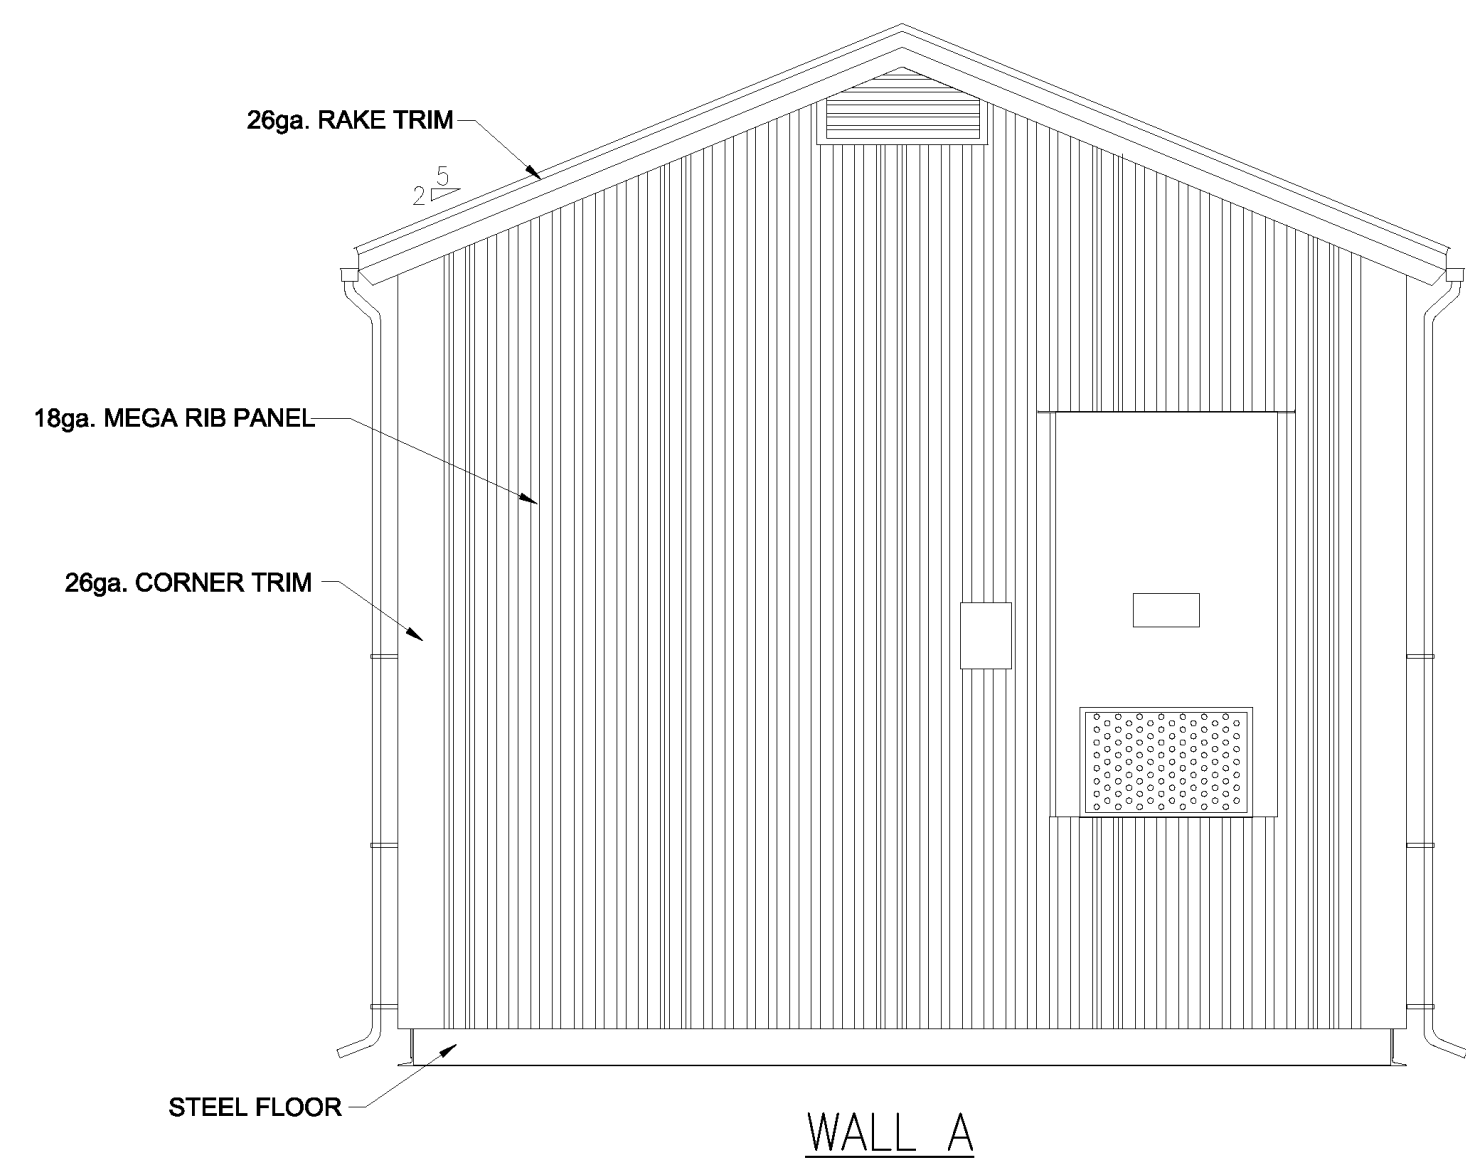 26ga. RAKE TRIM
5
2
18ga. MEGA RIB PANEL
26ga. CORNER TRIM
STEEL FLOOR
WALL A